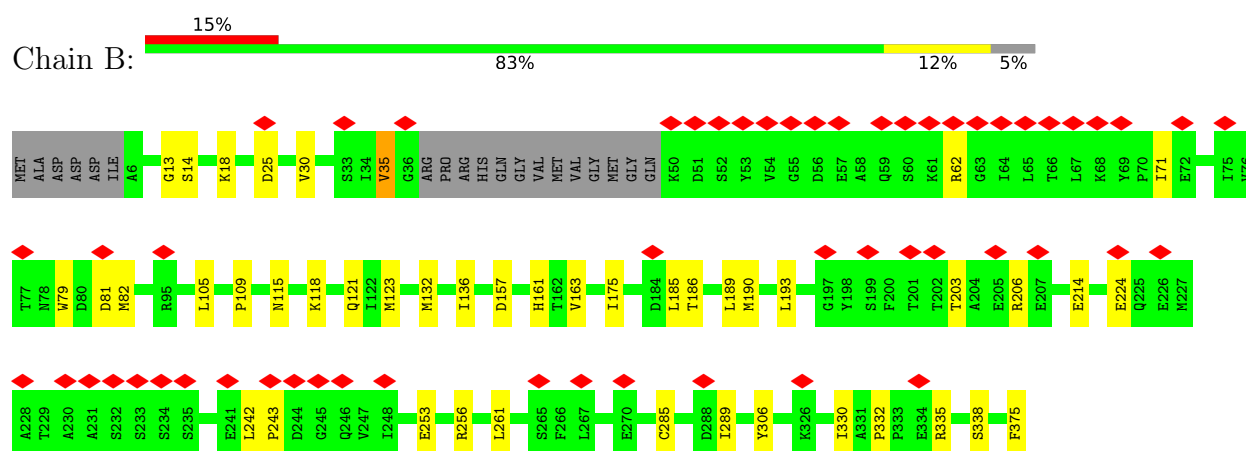 15%
Chain B:
83% 12% 5%
MET ALA ASP ASP ASP ILE A6 G13 S14 K18 D25 V30 S33 I34 V35 G36 ARG PRO ARG HIS GLN GLY VAL MET VAL GLY MET GLY GLN K50 D51 S52 Y53 V54 G55 D56 E57 A58 Q59 S60 K61 R62 G63 I64 L65 T66 L67 K68 Y69 P70 I71 E72 I75 V76
T77 N78 W79 D80 D81 M82 R95 L105 P109 N115 K118 Q121 I122 M123 M132 I136 D157 H161 T162 V163 I175 D184 L185 T186 L189 M190 L193 G197 Y198 S199 F200 T201 T202 T203 A204 E205 R206 E207 E214 E224 Q225 E226 M227
A228 T229 A230 A231 S232 S233 S234 S235 E241 L242 P243 D244 G245 Q246 V247 I248 E253 R256 L261 S265 F266 L267 E270 C285 D288 I289 Y306 K326 I330 A331 P332 P333 E334 R335 S338 F375